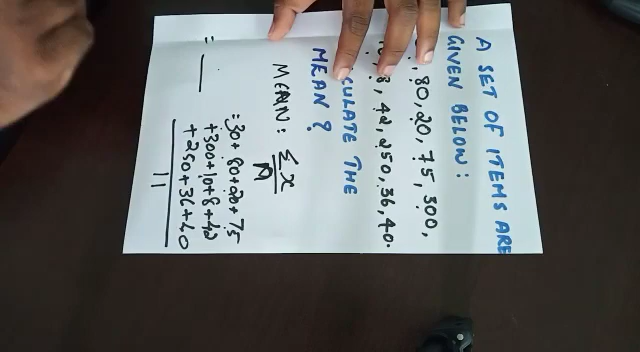 A SET OF ITEMS ARE
GIVEN BELOW:
, 80, 20, 75, 300,
8, 42, 250, 36, 40.
CULATE THE
MEAN?
MEAN: Σx
n
= 30 + 80 + 20 + 75
+ 300 + 10 + 8 + 42
+ 250 + 36 + 40
11
=